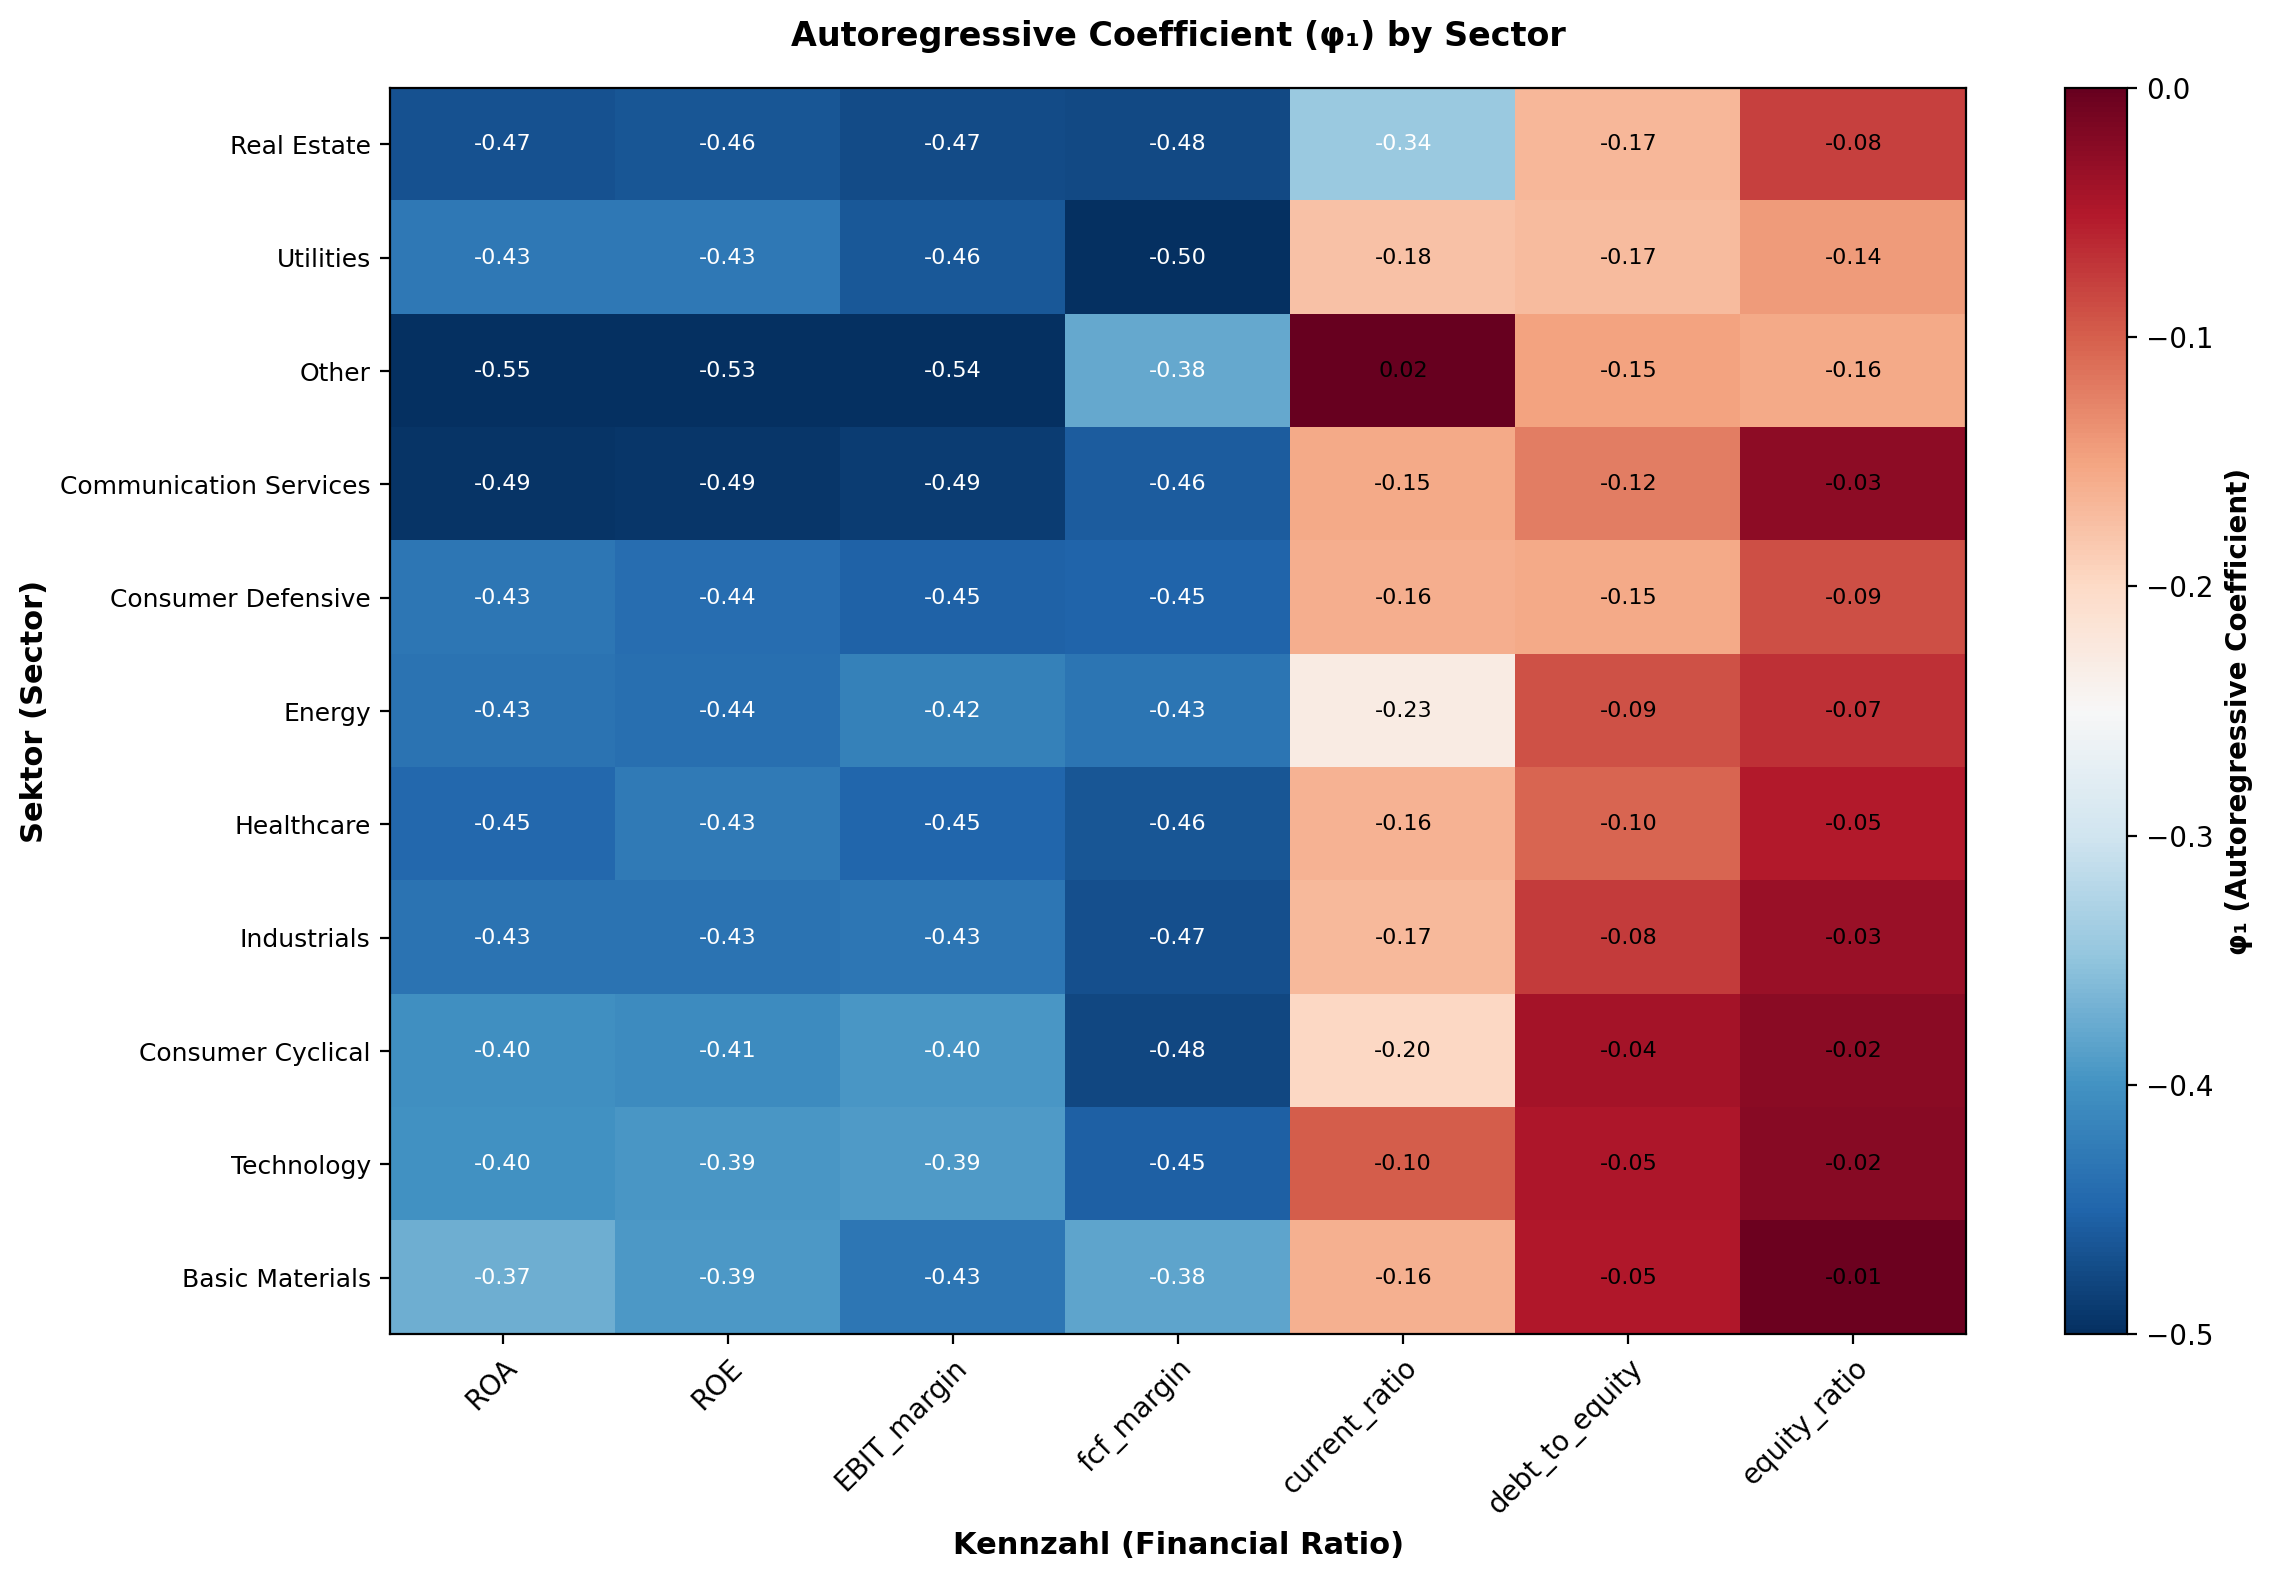 Autoregressive Coefficient (φ₁) by Sector
Sektor (Sector)
Real Estate -0.47 -0.46 -0.47 -0.48 -0.34 -0.17 -0.08
Utilities -0.43 -0.43 -0.46 -0.50 -0.18 -0.17 -0.14
Other -0.55 -0.53 -0.54 -0.38 0.02 -0.15 -0.16
Communication Services -0.49 -0.49 -0.49 -0.46 -0.15 -0.12 -0.03
Consumer Defensive -0.43 -0.44 -0.45 -0.45 -0.16 -0.15 -0.09
Energy -0.43 -0.44 -0.42 -0.43 -0.23 -0.09 -0.07
Healthcare -0.45 -0.43 -0.45 -0.46 -0.16 -0.10 -0.05
Industrials -0.43 -0.43 -0.43 -0.47 -0.17 -0.08 -0.03
Consumer Cyclical -0.40 -0.41 -0.40 -0.48 -0.20 -0.04 -0.02
Technology -0.40 -0.39 -0.39 -0.45 -0.10 -0.05 -0.02
Basic Materials -0.37 -0.39 -0.43 -0.38 -0.16 -0.05 -0.01
ROA ROE EBIT_margin fcf_margin current_ratio debt_to_equity equity_ratio
Kennzahl (Financial Ratio)
0.0
−0.1
−0.2
−0.3
−0.4
−0.5
φ₁ (Autoregressive Coefficient)